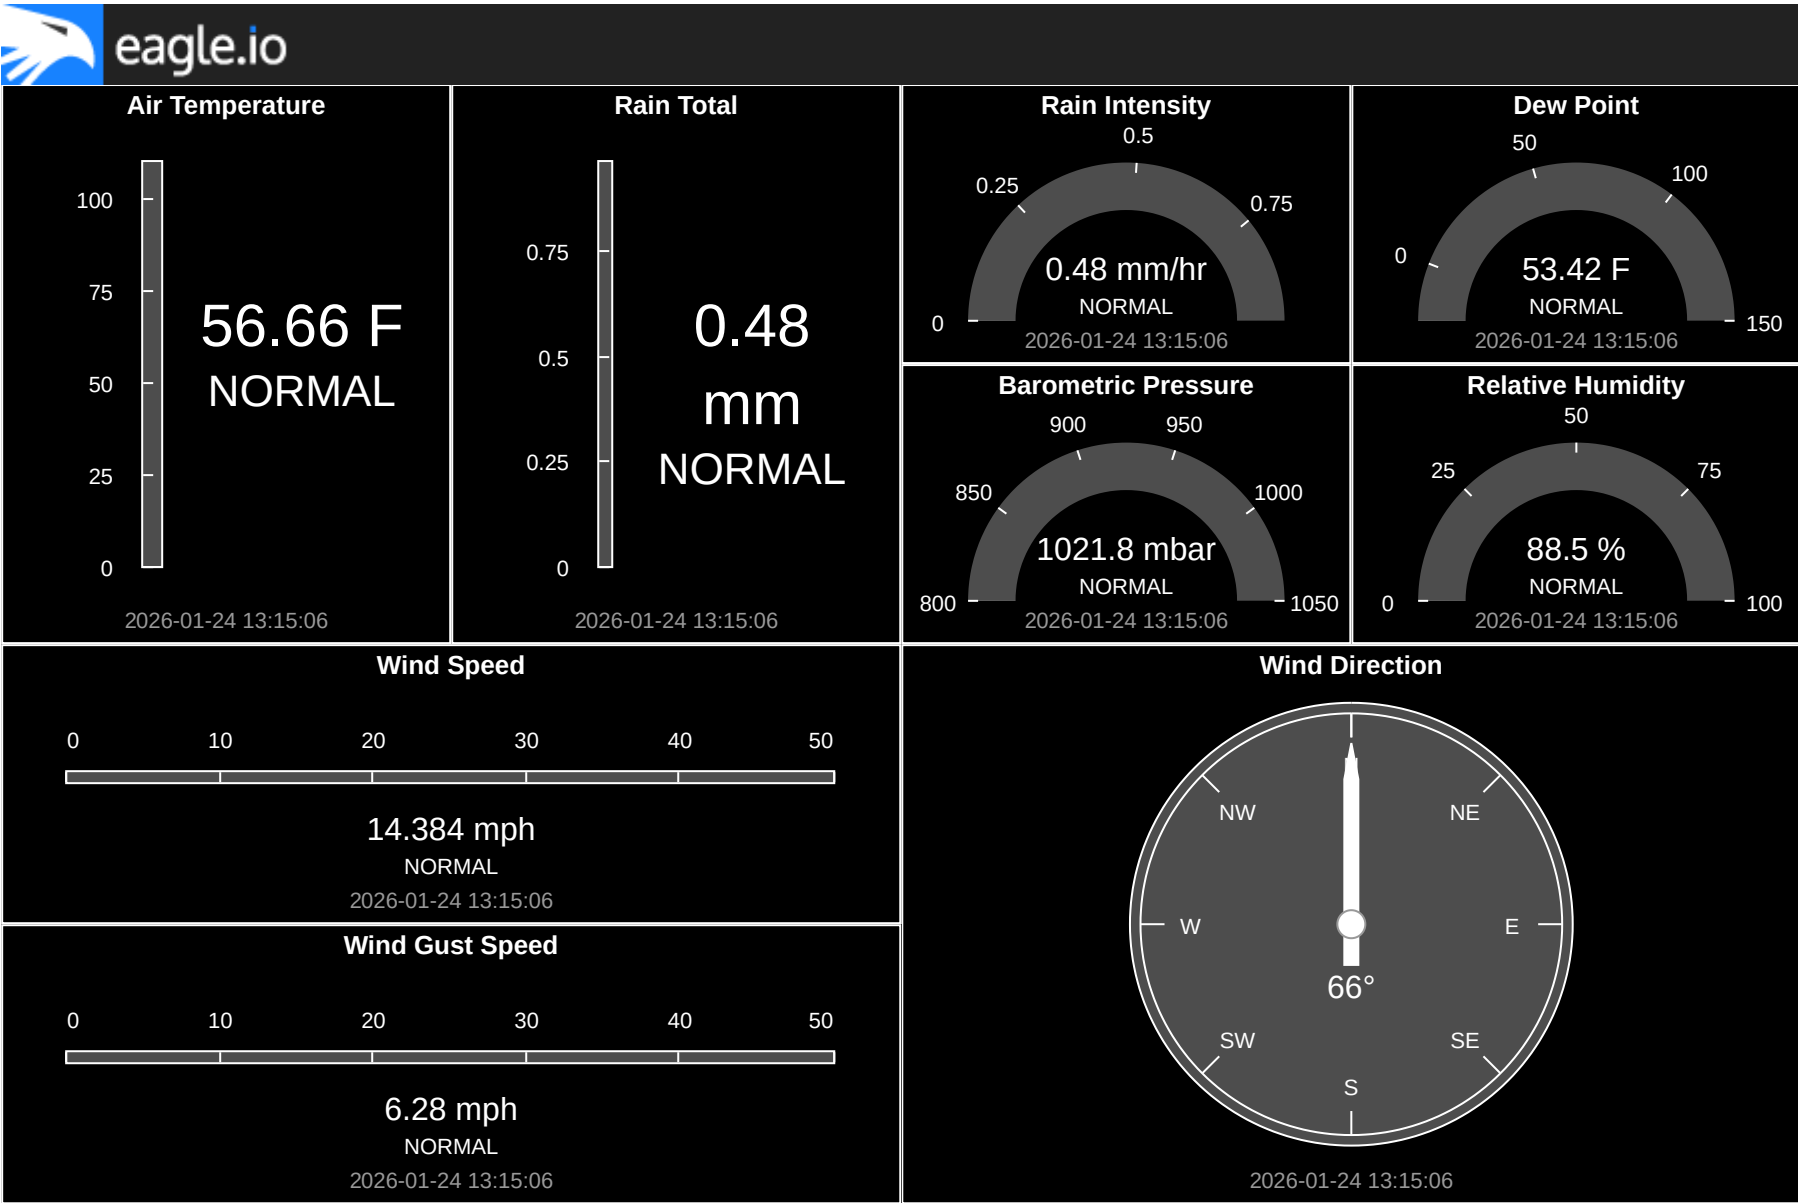 eagle.io
Air Temperature
100
75
50
25
0
56.66 F
NORMAL
2026-01-24 13:15:06
Rain Total
0.75
0.5
0.25
0
0.48
mm
NORMAL
2026-01-24 13:15:06
Rain Intensity
0.5
0.25
0.75
0
0.48 mm/hr
NORMAL
2026-01-24 13:15:06
Dew Point
50
100
0
150
53.42 F
NORMAL
2026-01-24 13:15:06
Barometric Pressure
900 950
850 1000
800 1050
1021.8 mbar
NORMAL
2026-01-24 13:15:06
Relative Humidity
50
25 75
0 100
88.5 %
NORMAL
2026-01-24 13:15:06
Wind Speed
0 10 20 30 40 50
14.384 mph
NORMAL
2026-01-24 13:15:06
Wind Gust Speed
0 10 20 30 40 50
6.28 mph
NORMAL
2026-01-24 13:15:06
Wind Direction
NW NE
W E
66°
SW SE
S
2026-01-24 13:15:06